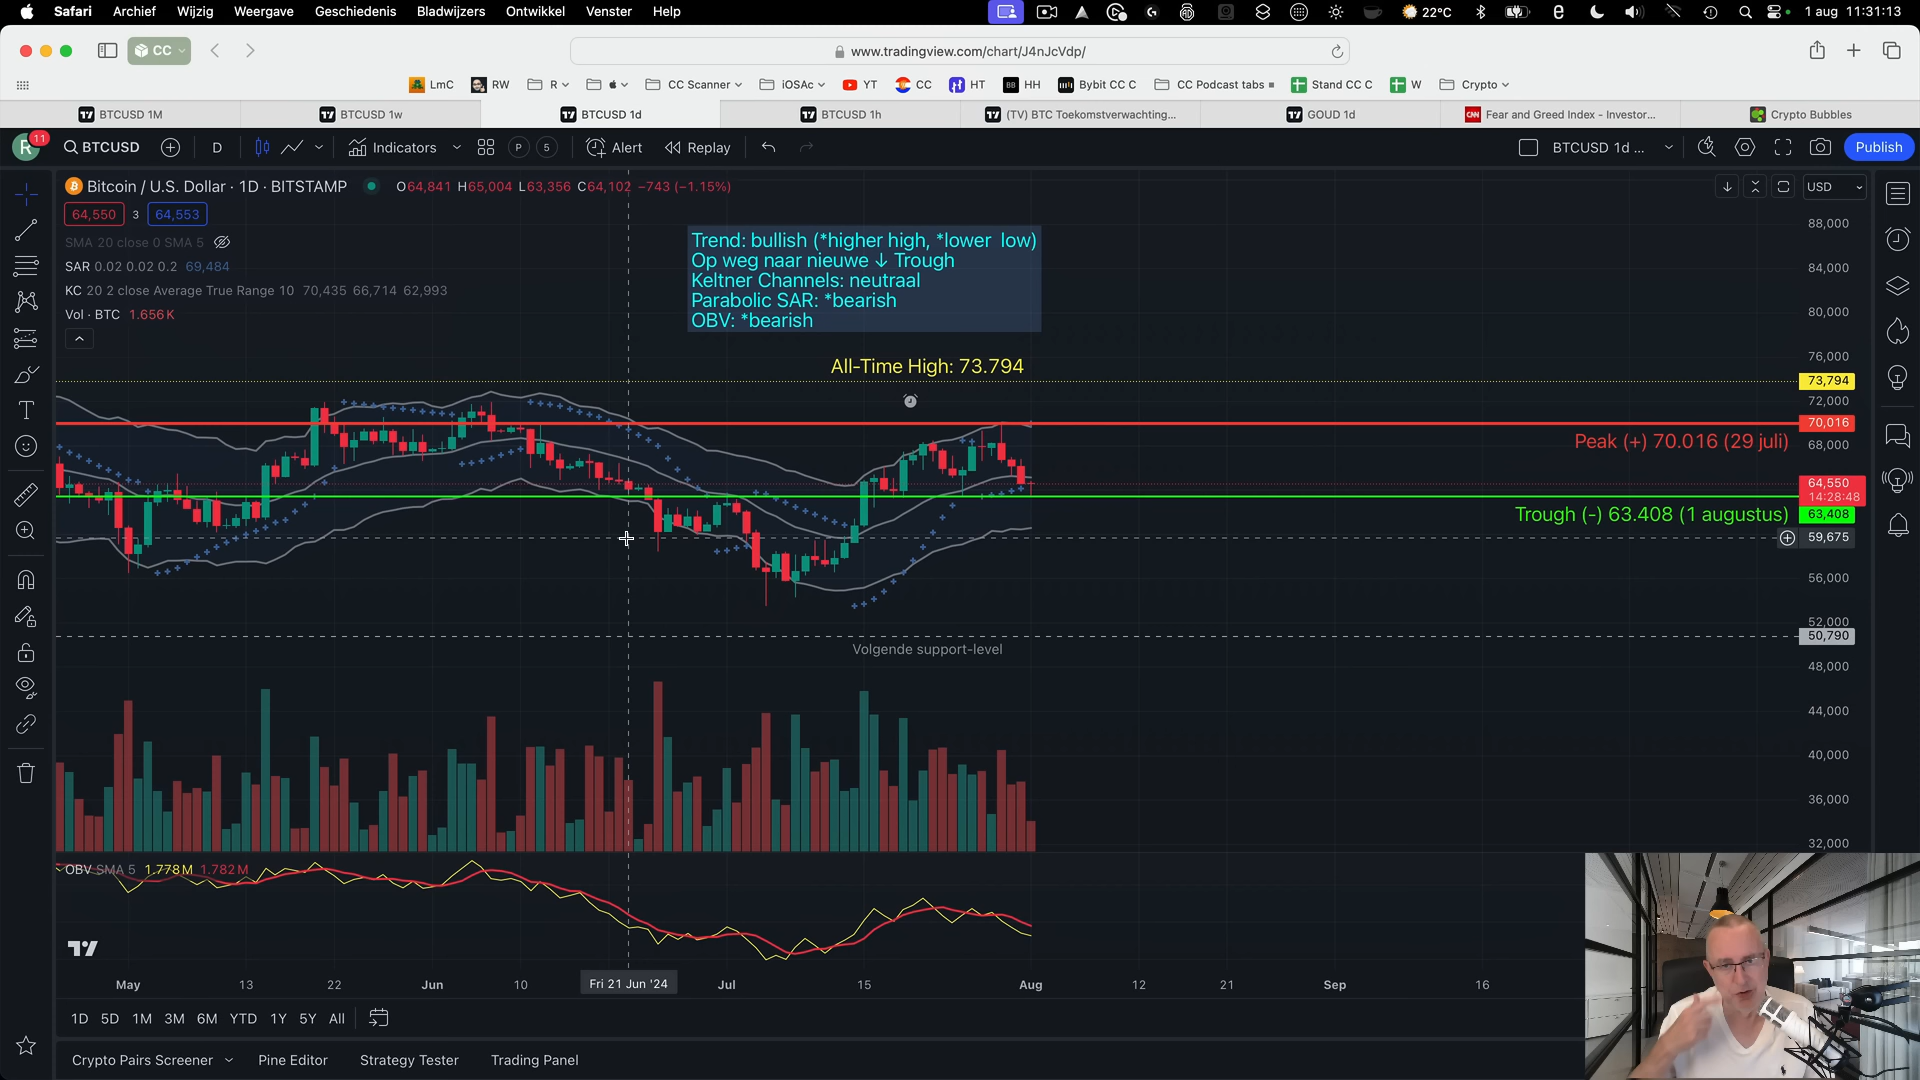 Safari Archief Wijzig Weergave Geschiedenis Bladwijzers Ontwikkel Venster Help 22°C 1 aug 11:31:13
CC www.tradingview.com/chart/J4nJcVdp/
LmC RW R CC Scanner iOSAc YT CC HT HH Bybit CC C CC Podcast tabs Stand CC C W Crypto
BTCUSD 1M BTCUSD 1w BTCUSD 1d BTCUSD 1h (TV) BTC Toekomstverwachting... GOUD 1d CNN Fear and Greed Index - Investor... Crypto Bubbles
R 11 BTCUSD D Indicators P 5 Alert Replay BTCUSD 1d ... Publish
Bitcoin / U.S. Dollar · 1D · BITSTAMP O64,841 H65,004 L63,356 C64,102 −743 (−1.15%) USD
64,550 3 64,553
SMA 20 close 0 SMA 5
SAR 0.02 0.02 0.2 69,484
KC 20 2 close Average True Range 10 70,435 66,714 62,993
Vol · BTC 1.656K
Trend: bullish (*higher high, *lower low)
Op weg naar nieuwe ↓ Trough
Keltner Channels: neutraal
Parabolic SAR: *bearish
OBV: *bearish
All-Time High: 73.794
88,000
84,000
80,000
76,000
73,794
72,000
70,016
Peak (+) 70.016 (29 juli)
68,000
64,550
14:28:48
Trough (-) 63.408 (1 augustus) 63,408
59,675
56,000
52,000
50,790
Volgende support-level
48,000
44,000
40,000
36,000
32,000
OBV SMA 5 1.778M 1.782M
May 13 22 Jun 10 Fri 21 Jun '24 Jul 15 Aug 12 21 Sep 16
1D 5D 1M 3M 6M YTD 1Y 5Y All
Crypto Pairs Screener Pine Editor Strategy Tester Trading Panel